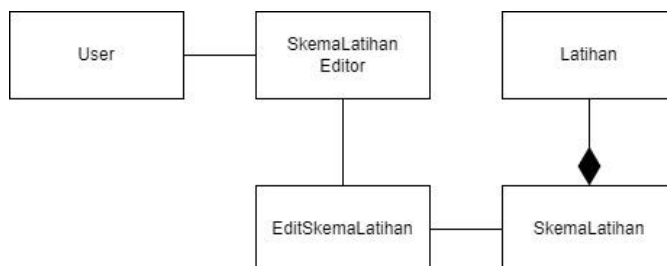 User
SkemaLatihan
Editor
Latihan
EditSkemaLatihan
SkemaLatihan